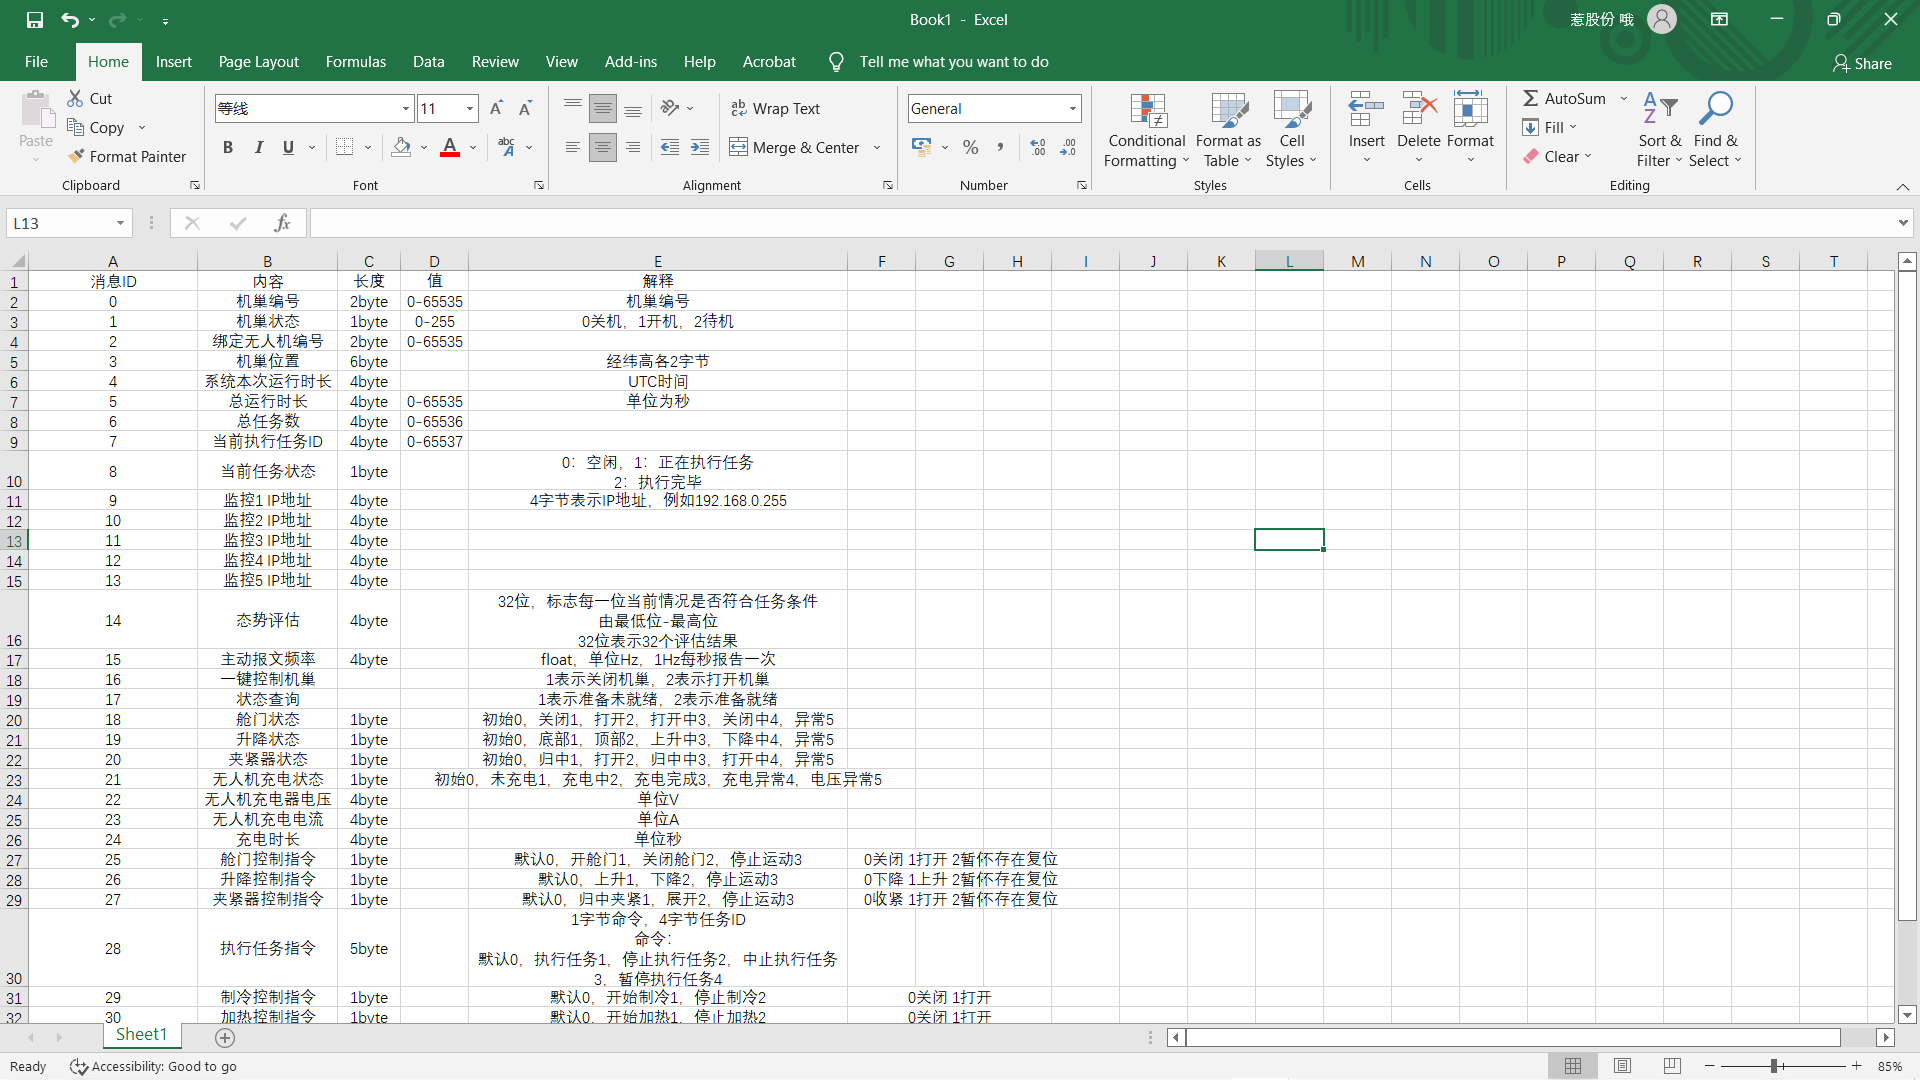 Book1 - Excel
惹股份 哦
File Home Insert Page Layout Formulas Data Review View Add-ins Help Acrobat Tell me what you want to do Share
Paste
Cut
Copy
Format Painter
Clipboard
等线 11
B I U
Font
Wrap Text
Merge & Center
Alignment
General
% ,
Number
Conditional Formatting
Format as Table
Cell Styles
Styles
Insert Delete Format
Cells
AutoSum
Fill
Clear
Sort & Filter
Find & Select
Editing
L13 fx
A B C D E F G H I J K L M N O P Q R S T
1 消息ID 内容 长度 值 解释
2 0 机巢编号 2byte 0-65535 机巢编号
3 1 机巢状态 1byte 0-255 0关机，1开机，2待机
4 2 绑定无人机编号 2byte 0-65535
5 3 机巢位置 6byte 经纬高各2字节
6 4 系统本次运行时长 4byte UTC时间
7 5 总运行时长 4byte 0-65535 单位为秒
8 6 总任务数 4byte 0-65536
9 7 当前执行任务ID 4byte 0-65537
10 8 当前任务状态 1byte 0：空闲，1：正在执行任务
2：执行完毕
11 9 监控1 IP地址 4byte 4字节表示IP地址，例如192.168.0.255
12 10 监控2 IP地址 4byte
13 11 监控3 IP地址 4byte
14 12 监控4 IP地址 4byte
15 13 监控5 IP地址 4byte
16 14 态势评估 4byte 32位，标志每一位当前情况是否符合任务条件
由最低位-最高位
32位表示32个评估结果
17 15 主动报文频率 4byte float，单位Hz，1Hz每秒报告一次
18 16 一键控制机巢 1表示关闭机巢，2表示打开机巢
19 17 状态查询 1表示准备未就绪，2表示准备就绪
20 18 舱门状态 1byte 初始0，关闭1，打开2，打开中3，关闭中4，异常5
21 19 升降状态 1byte 初始0，底部1，顶部2，上升中3，下降中4，异常5
22 20 夹紧器状态 1byte 初始0，归中1，打开2，归中中3，打开中4，异常5
23 21 无人机充电状态 1byte 初始0，未充电1，充电中2，充电完成3，充电异常4，电压异常5
24 22 无人机充电器电压 4byte 单位V
25 23 无人机充电电流 4byte 单位A
26 24 充电时长 4byte 单位秒
27 25 舱门控制指令 1byte 默认0，开舱门1，关闭舱门2，停止运动3 0关闭 1打开 2暂停 不存在复位
28 26 升降控制指令 1byte 默认0，上升1，下降2，停止运动3 0下降 1上升 2暂停 不存在复位
29 27 夹紧器控制指令 1byte 默认0，归中夹紧1，展开2，停止运动3 0收紧 1打开 2暂停 不存在复位
30 28 执行任务指令 5byte 1字节命令，4字节任务ID
命令：
默认0，执行任务1，停止执行任务2，中止执行任务
3，暂停执行任务4
31 29 制冷控制指令 1byte 默认0，开始制冷1，停止制冷2 0关闭 1打开
32 30 加热控制指令 1byte 默认0，开始加热1，停止加热2 0关闭 1打开
Sheet1
Ready Accessibility: Good to go 85%